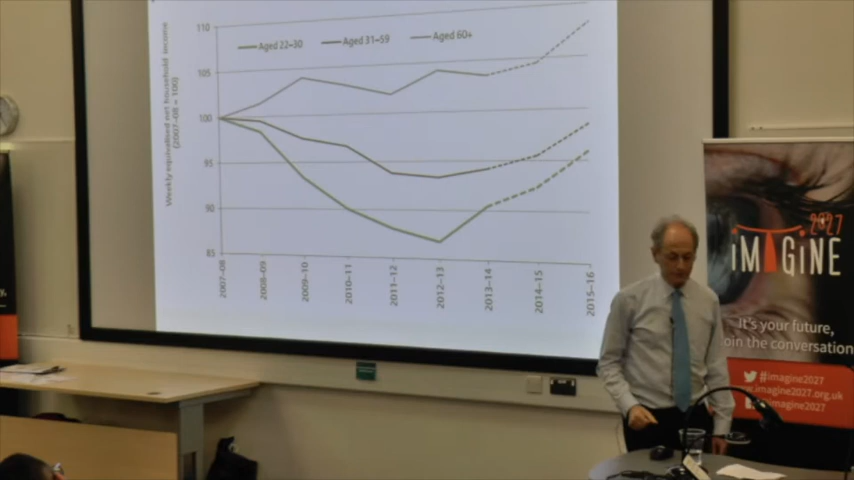 Weekly equivalised net household income
(2007–08 = 100)
110
105
100
95
90
85
Aged 22–30
Aged 31–59
Aged 60+
2007–08
2008–09
2009–10
2010–11
2011–12
2012–13
2013–14
2014–15
2015–16
iMAGiNE
2027
It's your future,
join the conversation
#imagine2027
imagine2027.org.uk
imagine2027